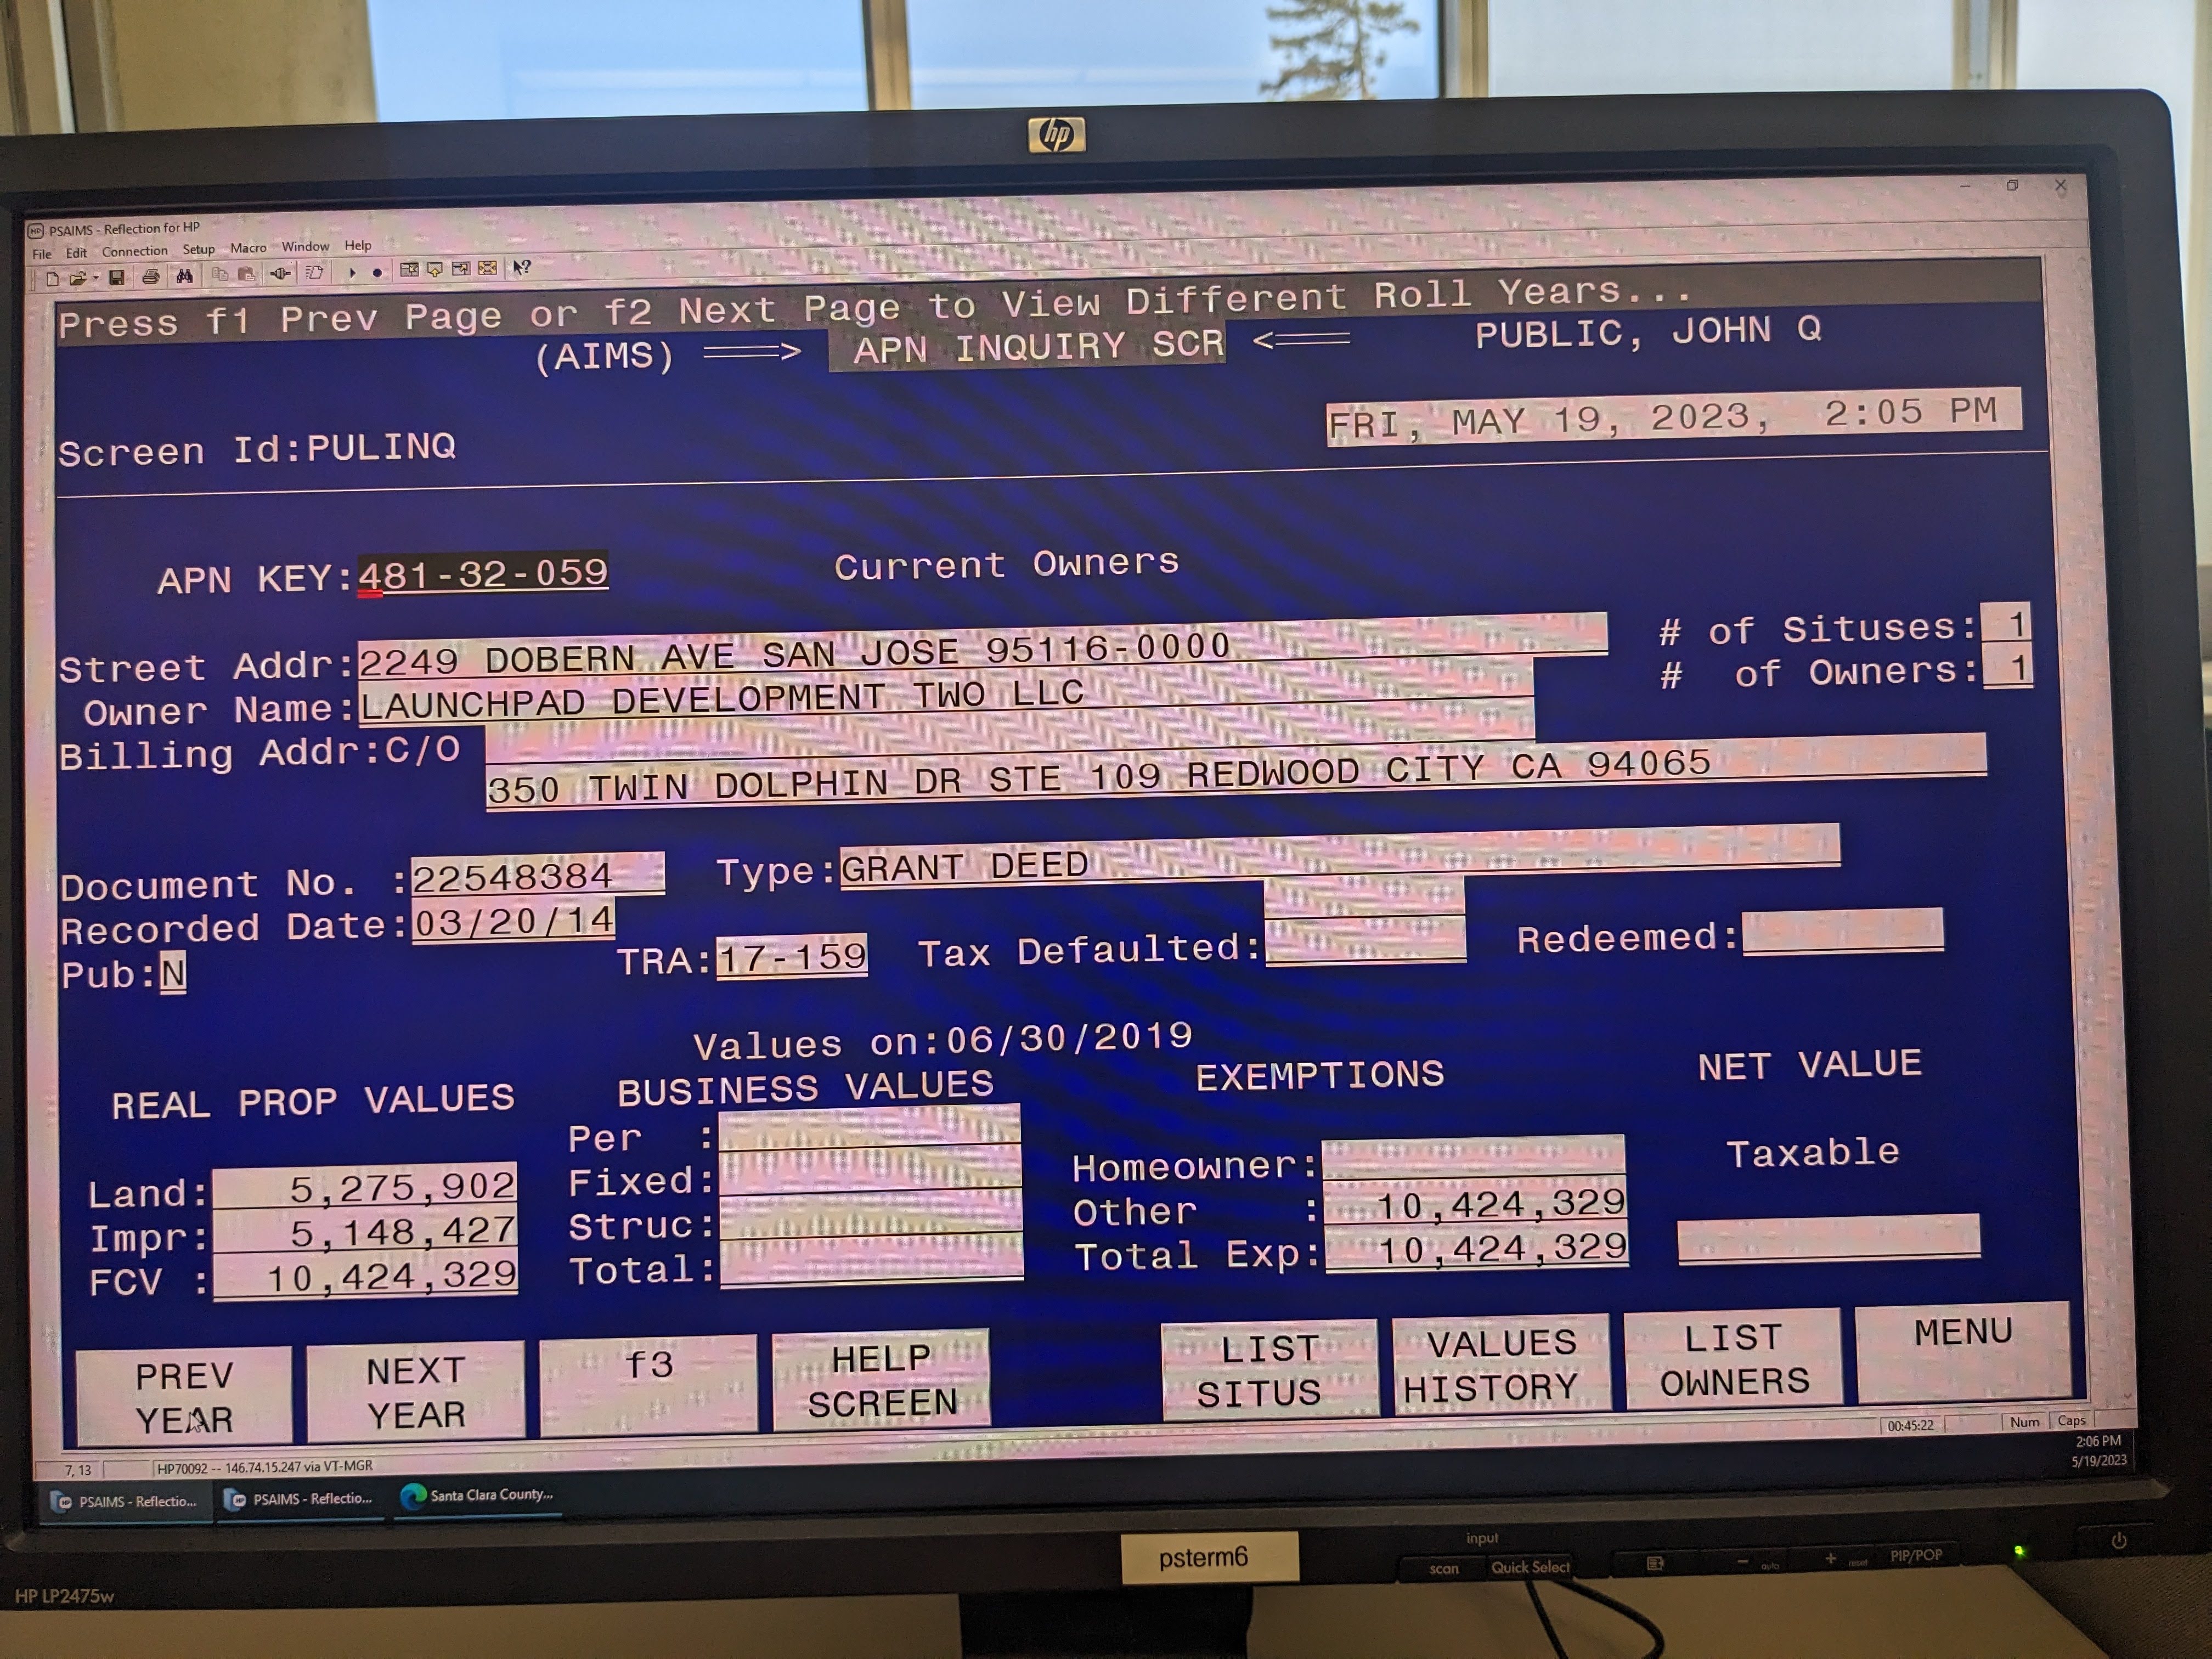 hp
PSAIMS - Reflection for HP
File Edit Connection Setup Macro Window Help
Press f1 Prev Page or f2 Next Page to View Different Roll Years...
(AIMS) ===> APN INQUIRY SCR <=== PUBLIC, JOHN Q
FRI, MAY 19, 2023, 2:05 PM
Screen Id:PULINQ
APN KEY:481-32-059 Current Owners
Street Addr:2249 DOBERN AVE SAN JOSE 95116-0000 # of Situses: 1
Owner Name:LAUNCHPAD DEVELOPMENT TWO LLC # of Owners: 1
Billing Addr:C/O
350 TWIN DOLPHIN DR STE 109 REDWOOD CITY CA 94065
Document No. :22548384 Type:GRANT DEED
Recorded Date:03/20/14
Pub:N TRA:17-159 Tax Defaulted: Redeemed:
Values on:06/30/2019
REAL PROP VALUES BUSINESS VALUES EXEMPTIONS NET VALUE
Per :
Land: 5,275,902 Fixed: Homeowner: Taxable
Impr: 5,148,427 Struc: Other : 10,424,329
FCV : 10,424,329 Total: Total Exp: 10,424,329
PREV YEAR NEXT YEAR f3 HELP SCREEN LIST SITUS VALUES HISTORY LIST OWNERS MENU
7, 13 HP70092 -- 146.74.15.247 via VT-MGR 00:45:22 Num Caps
PSAIMS - Reflectio... PSAIMS - Reflectio... Santa Clara County... 2:06 PM
5/19/2023
psterm6
input
scan Quick Select auto reset PIP/POP
HP LP2475w